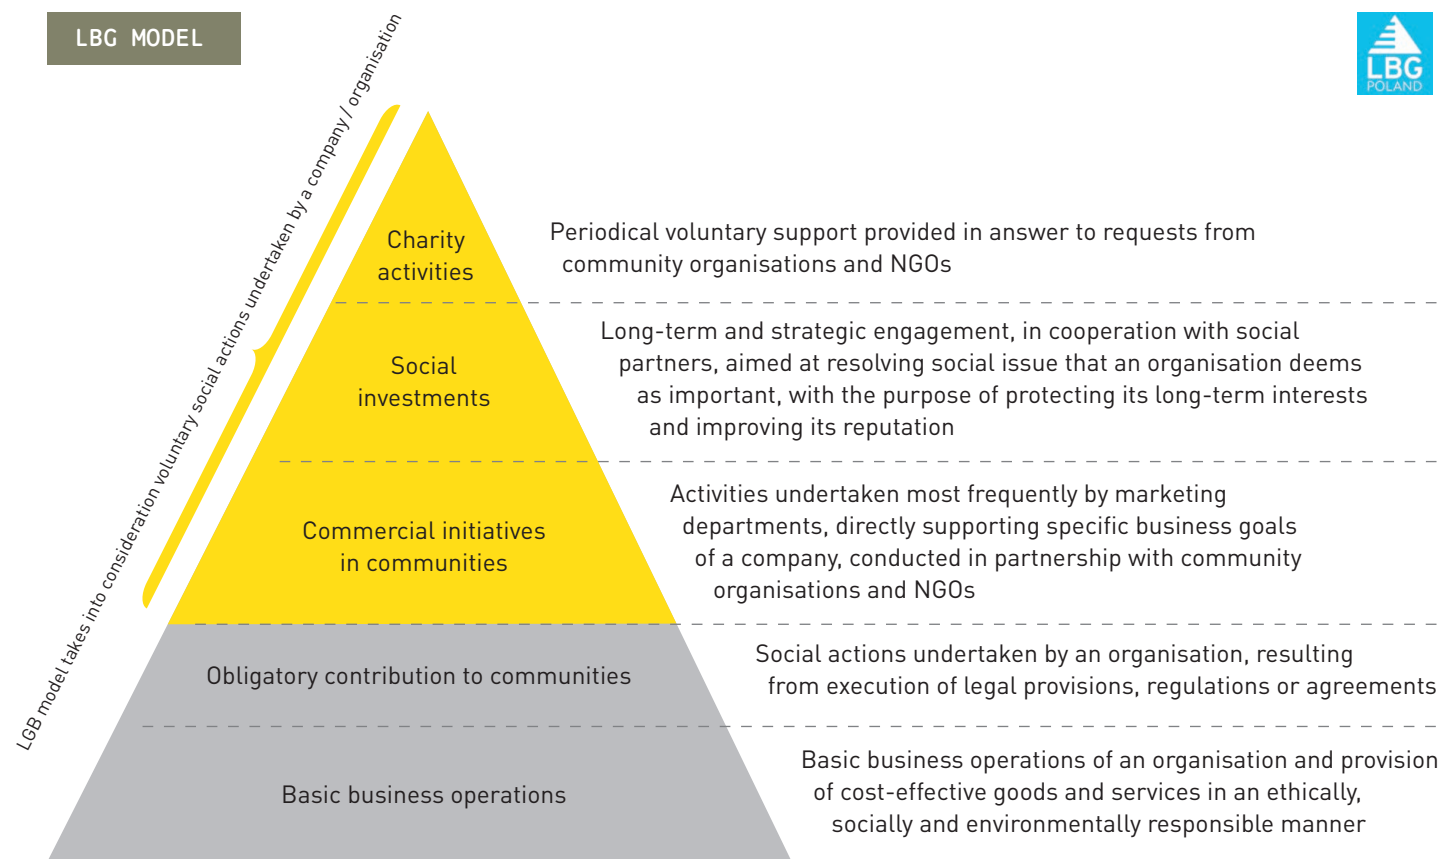 LBG MODEL
LBG
POLAND
LGB model takes into consideration voluntary social actions undertaken by a company / organisation
Charity
activities
Periodical voluntary support provided in answer to requests from
community organisations and NGOs
Social
investments
Long-term and strategic engagement, in cooperation with social
partners, aimed at resolving social issue that an organisation deems
as important, with the purpose of protecting its long-term interests
and improving its reputation
Commercial initiatives
in communities
Activities undertaken most frequently by marketing
departments, directly supporting specific business goals
of a company, conducted in partnership with community
organisations and NGOs
Obligatory contribution to communities
Social actions undertaken by an organisation, resulting
from execution of legal provisions, regulations or agreements
Basic business operations
Basic business operations of an organisation and provision
of cost-effective goods and services in an ethically,
socially and environmentally responsible manner